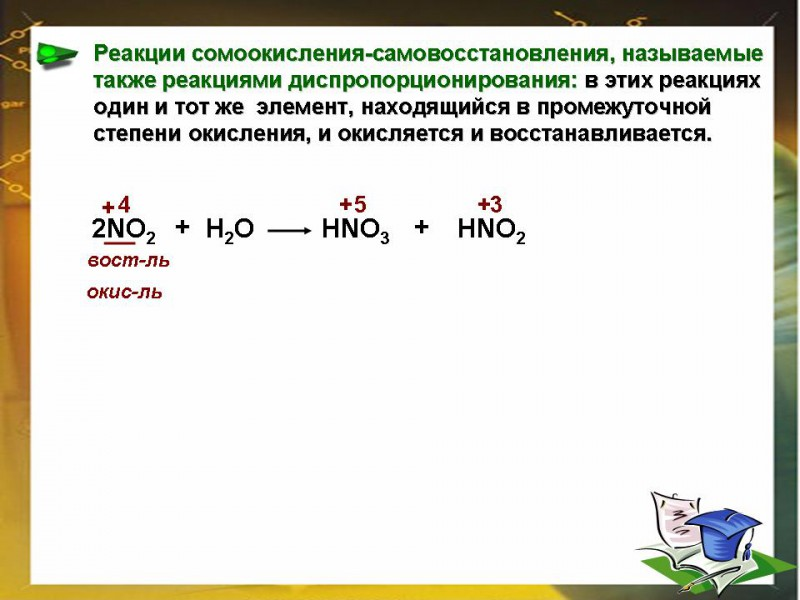 Реакции сомоокисления-самовосстановления, называемые
также реакциями диспропорционирования: в этих реакциях
один и тот же элемент, находящийся в промежуточной
степени окисления, и окисляется и восстанавливается.
+4 +5 +3
2NO₂ + H₂O ⟶ HNO₃ + HNO₂
вост-ль
окис-ль
gar